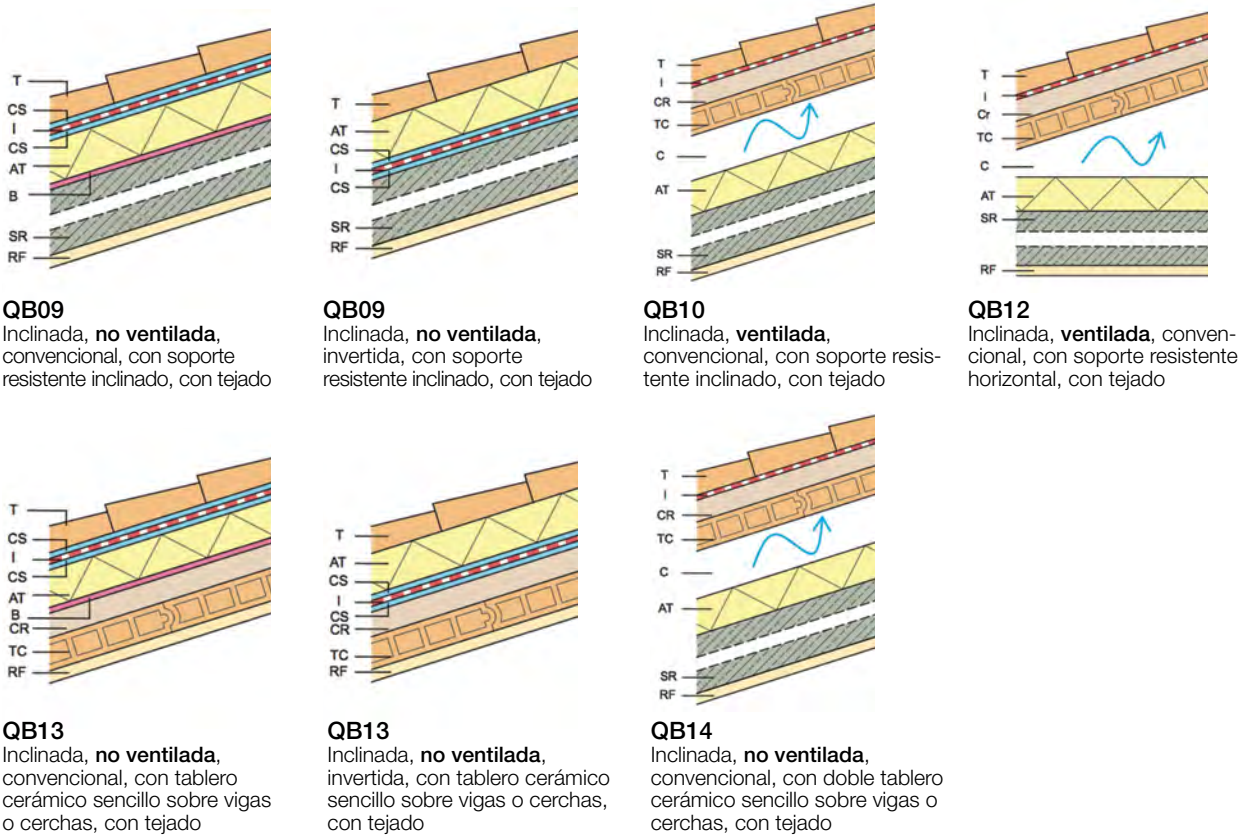 T
CS
I
CS
AT
B
SR
RF
QB09
Inclinada, no ventilada,
convencional, con soporte
resistente inclinado, con tejado
T
AT
CS
I
CS
SR
RF
QB09
Inclinada, no ventilada,
invertida, con soporte
resistente inclinado, con tejado
T
I
CR
TC
C
AT
SR
RF
QB10
Inclinada, ventilada,
convencional, con soporte resis-
tente inclinado, con tejado
T
I
Cr
TC
C
AT
SR
RF
QB12
Inclinada, ventilada, conven-
cional, con soporte resistente
horizontal, con tejado
T
CS
I
CS
AT
B
CR
TC
RF
QB13
Inclinada, no ventilada,
convencional, con tablero
cerámico sencillo sobre vigas
o cerchas, con tejado
T
AT
CS
I
CS
CR
TC
RF
QB13
Inclinada, no ventilada,
invertida, con tablero cerámico
sencillo sobre vigas o cerchas,
con tejado
T
I
CR
TC
C
AT
SR
RF
QB14
Inclinada, no ventilada,
convencional, con doble tablero
cerámico sencillo sobre vigas o
cerchas, con tejado